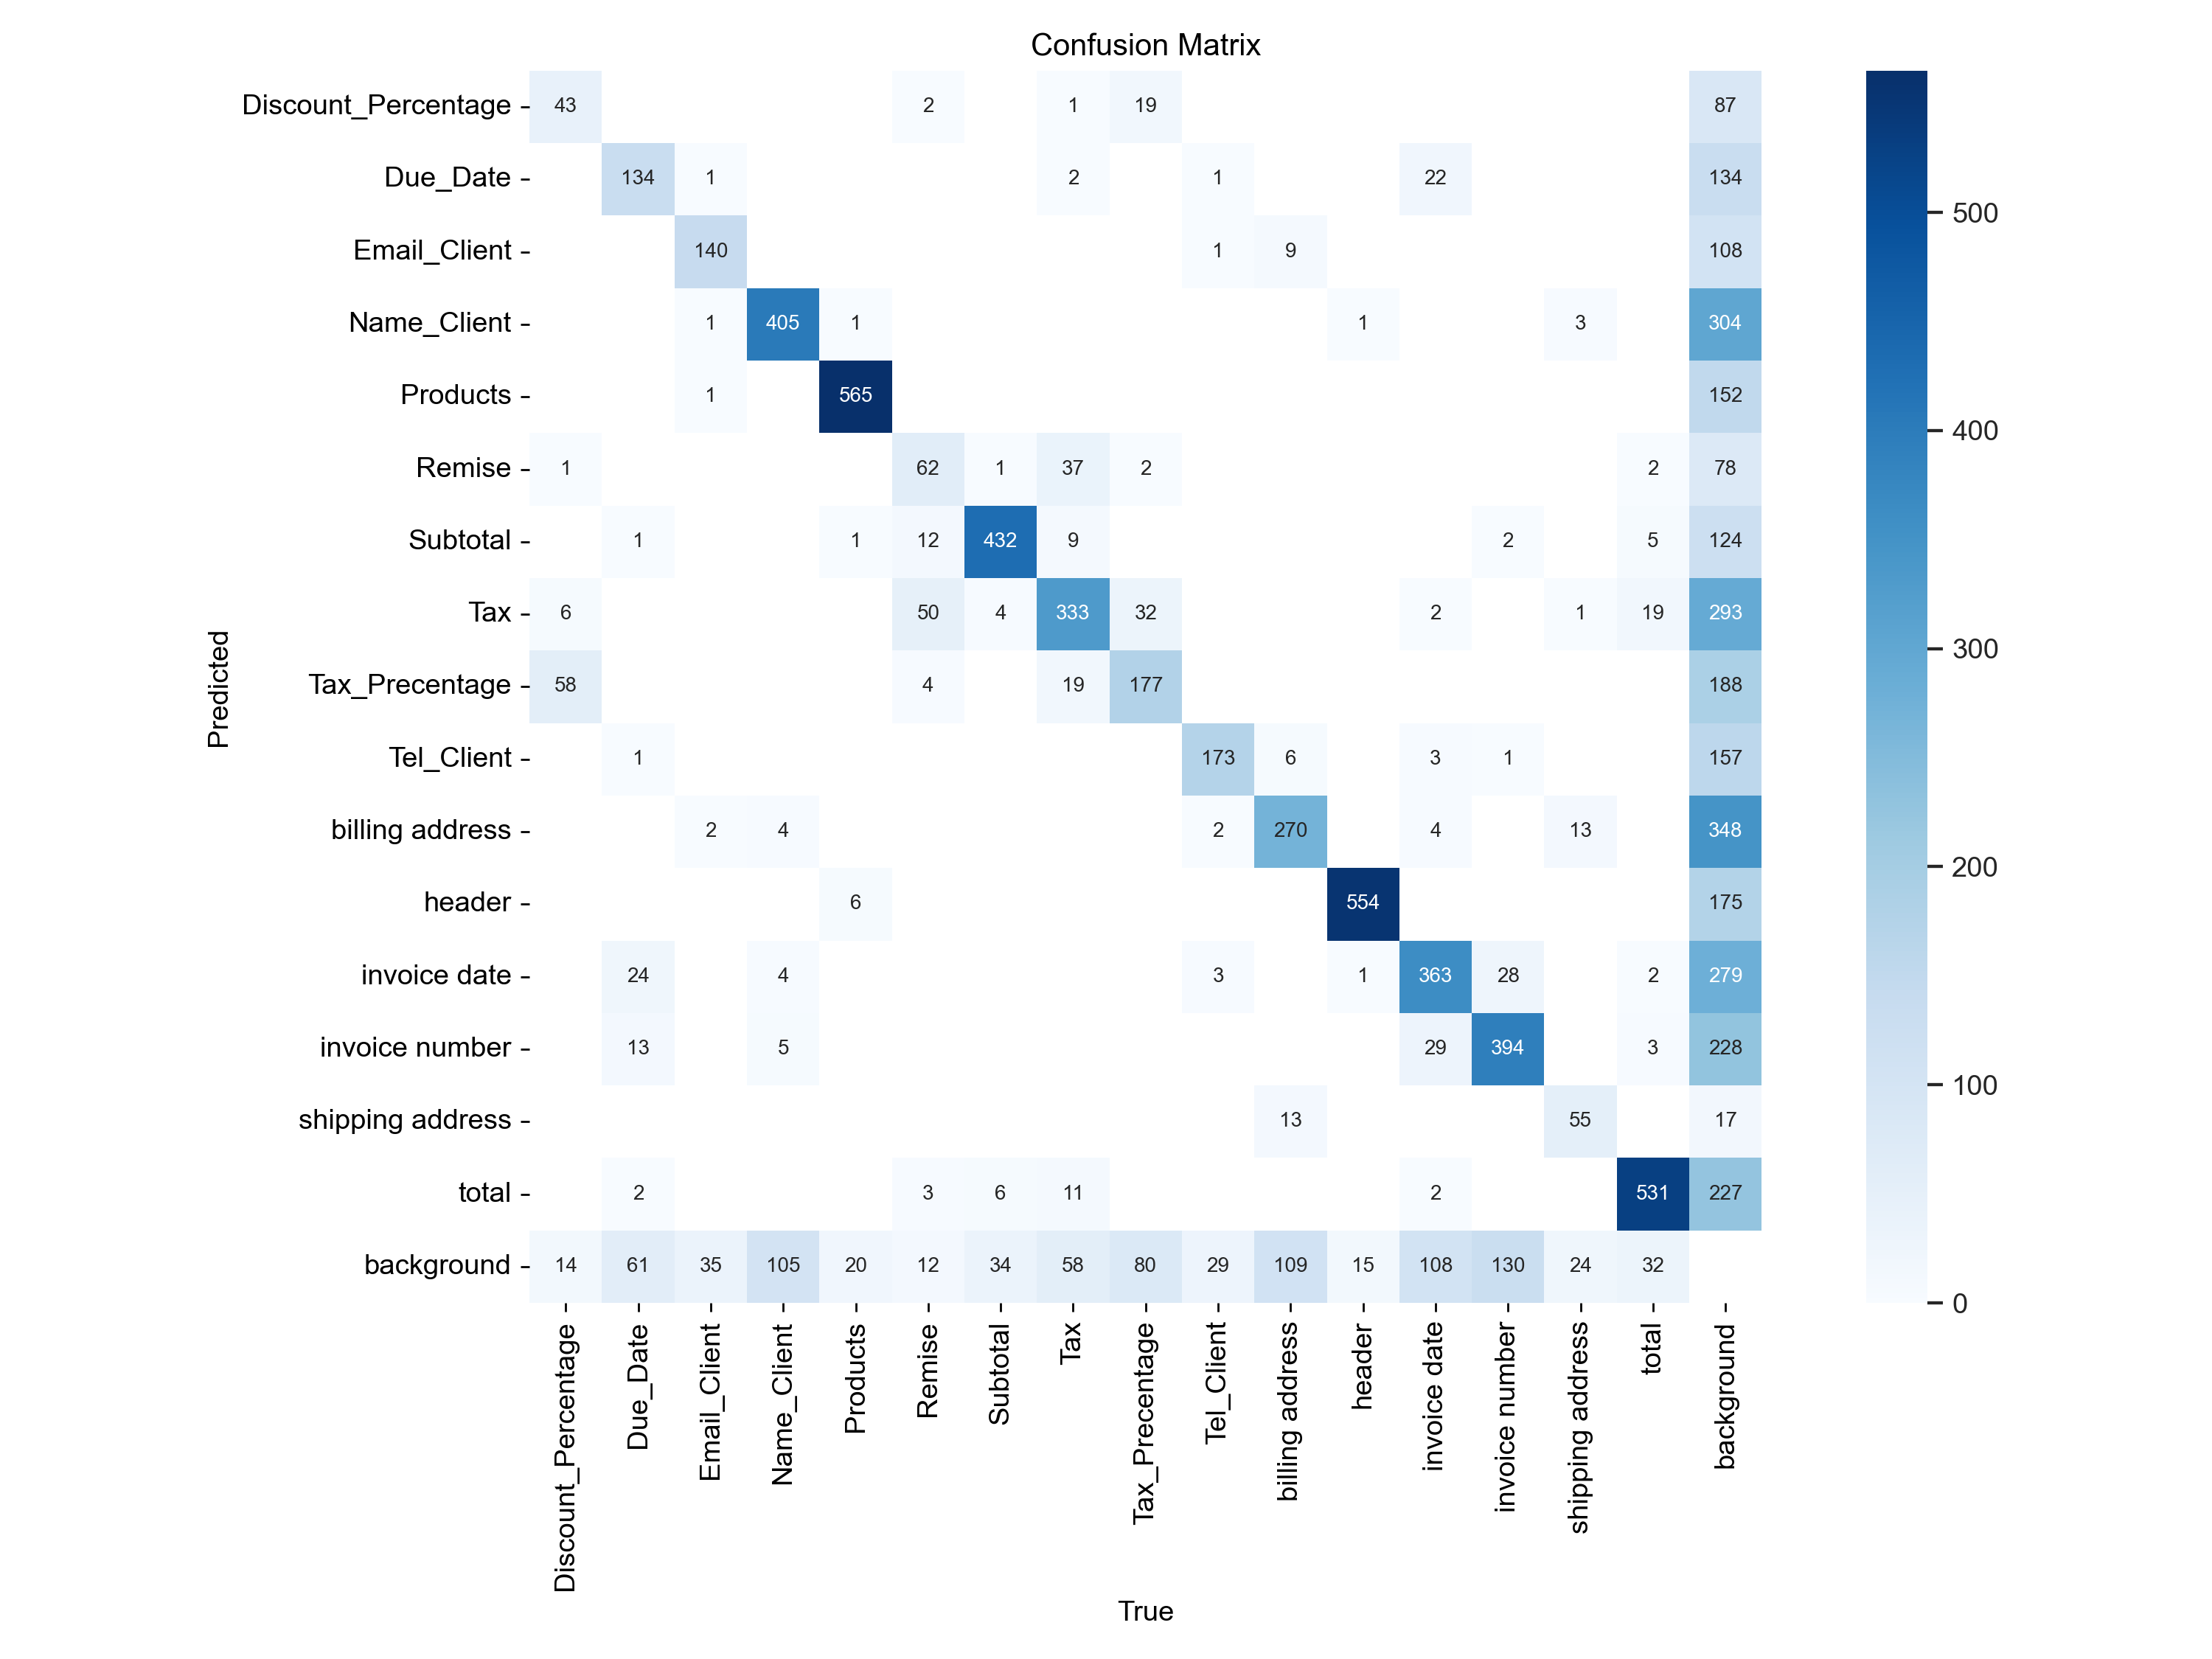 Confusion Matrix
Discount_Percentage 43 2 1 19 87
Due_Date 134 1 2 1 22 134
Email_Client 140 1 9 108
Name_Client 1 405 1 1 3 304
Products 1 565 152
Remise 1 62 1 37 2 2 78
Subtotal 1 1 12 432 9 2 5 124
Tax 6 50 4 333 32 2 1 19 293
Tax_Precentage 58 4 19 177 188
Tel_Client 1 173 6 3 1 157
billing address 2 4 2 270 4 13 348
header 6 554 175
invoice date 24 4 3 1 363 28 2 279
invoice number 13 5 29 394 3 228
shipping address 13 55 17
total 2 3 6 11 2 531 227
background 14 61 35 105 20 12 34 58 80 29 109 15 108 130 24 32
Predicted
Discount_Percentage
Due_Date
Email_Client
Name_Client
Products
Remise
Subtotal
Tax
Tax_Precentage
Tel_Client
billing address
header
invoice date
invoice number
shipping address
total
background
True
500
400
300
200
100
0